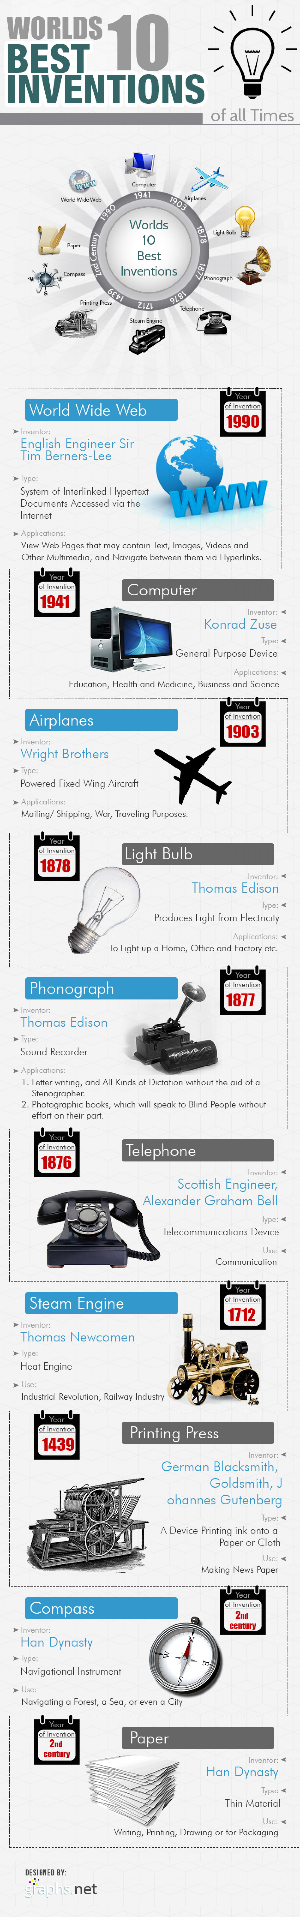 WORLDS 10
BEST
INVENTIONS
of all Times
Computer
World Wide Web
Airplanes
1941
1990
1903
Paper
Worlds
10
Best
Inventions
Light Bulb
1878
Compass
2nd Century
1877
Phonograph
Printing Press
1439
1712
1876
Telephone
Steam Engine
World Wide Web
Year
of Invention
1990
Inventor:
English Engineer Sir
Tim Berners-Lee
Type:
System of Interlinked Hypertext
Documents Accessed via the
Internet
WWW
Applications:
View Web Pages that may contain Text, Images, Videos and
Other Multimedia, and Navigate between them via Hyperlinks.
Year
of Invention
1941
Computer
Inventor:
Konrad Zuse
Type:
General Purpose Device
Applications:
Education, Health and Medicine, Business and Science
Airplanes
Year
of Invention
1903
Inventor:
Wright Brothers
Type:
Powered Fixed Wing Aircraft
Applications:
Mailing/ Shipping, War, Traveling Purposes.
Year
of Invention
1878
Light Bulb
Inventor:
Thomas Edison
Type:
Produces Light from Electricity
Applications:
To Light up a Home, Office and Factory etc.
Phonograph
Year
of Invention
1877
Inventor:
Thomas Edison
Type:
Sound Recorder
Applications:
1. Letter writing, and All Kinds of Dictation without the aid of a
Stenographer.
2. Photographic books, which will speak to Blind People without
effort on their part.
Year
of Invention
1876
Telephone
Inventor:
Scottish Engineer,
Alexander Graham Bell
Type:
Telecommunications Device
Use:
Communication
Steam Engine
Year
of Invention
1712
Inventor:
Thomas Newcomen
Type:
Heat Engine
Use:
Industrial Revolution, Railway Industry
Year
of Invention
1439
Printing Press
Inventor:
German Blacksmith,
Goldsmith, J
ohannes Gutenberg
Type:
A Device Printing ink onto a
Paper or Cloth
Use:
Making News Paper
Compass
Year
of Invention
2nd
century
Inventor:
Han Dynasty
Type:
Navigational Instrument
Use:
Navigating a Forest, a Sea, or even a City
Year
of Invention
2nd
century
Paper
Inventor:
Han Dynasty
Type:
Thin Material
Use:
Writing, Printing, Drawing or for Packaging
DESIGNED BY:
graphs.net